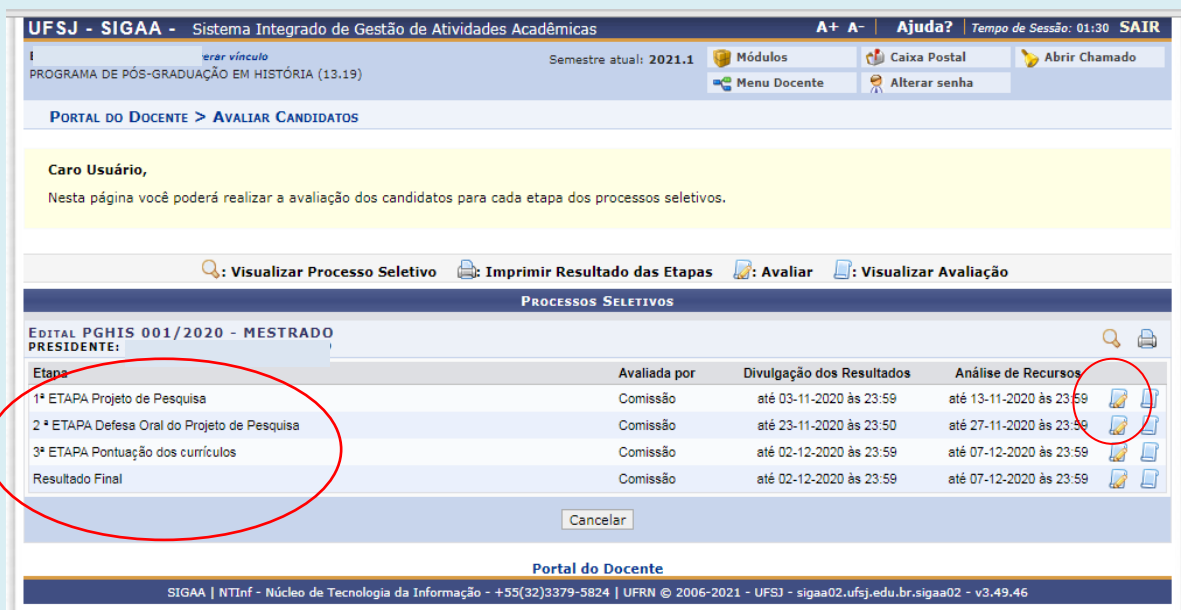 UFSJ - SIGAA - Sistema Integrado de Gestão de Atividades Acadêmicas A+ A- | Ajuda? | Tempo de Sessão: 01:30 SAIR
erar vínculo Semestre atual: 2021.1 Módulos Caixa Postal Abrir Chamado
PROGRAMA DE PÓS-GRADUAÇÃO EM HISTÓRIA (13.19)
Menu Docente Alterar senha
PORTAL DO DOCENTE > AVALIAR CANDIDATOS
Caro Usuário,
Nesta página você poderá realizar a avaliação dos candidatos para cada etapa dos processos seletivos.
: Visualizar Processo Seletivo : Imprimir Resultado das Etapas : Avaliar : Visualizar Avaliação
PROCESSOS SELETIVOS
EDITAL PGHIS 001/2020 - MESTRADO
PRESIDENTE:
Etapa Avaliada por Divulgação dos Resultados Análise de Recursos
1ª ETAPA Projeto de Pesquisa Comissão até 03-11-2020 às 23:59 até 13-11-2020 às 23:59
2 ª ETAPA Defesa Oral do Projeto de Pesquisa Comissão até 23-11-2020 às 23:50 até 27-11-2020 às 23:59
3ª ETAPA Pontuação dos currículos Comissão até 02-12-2020 às 23:59 até 07-12-2020 às 23:59
Resultado Final Comissão até 02-12-2020 às 23:59 até 07-12-2020 às 23:59
Cancelar
Portal do Docente
SIGAA | NTInf - Núcleo de Tecnologia da Informação - +55(32)3379-5824 | UFRN © 2006-2021 - UFSJ - sigaa02.ufsj.edu.br.sigaa02 - v3.49.46